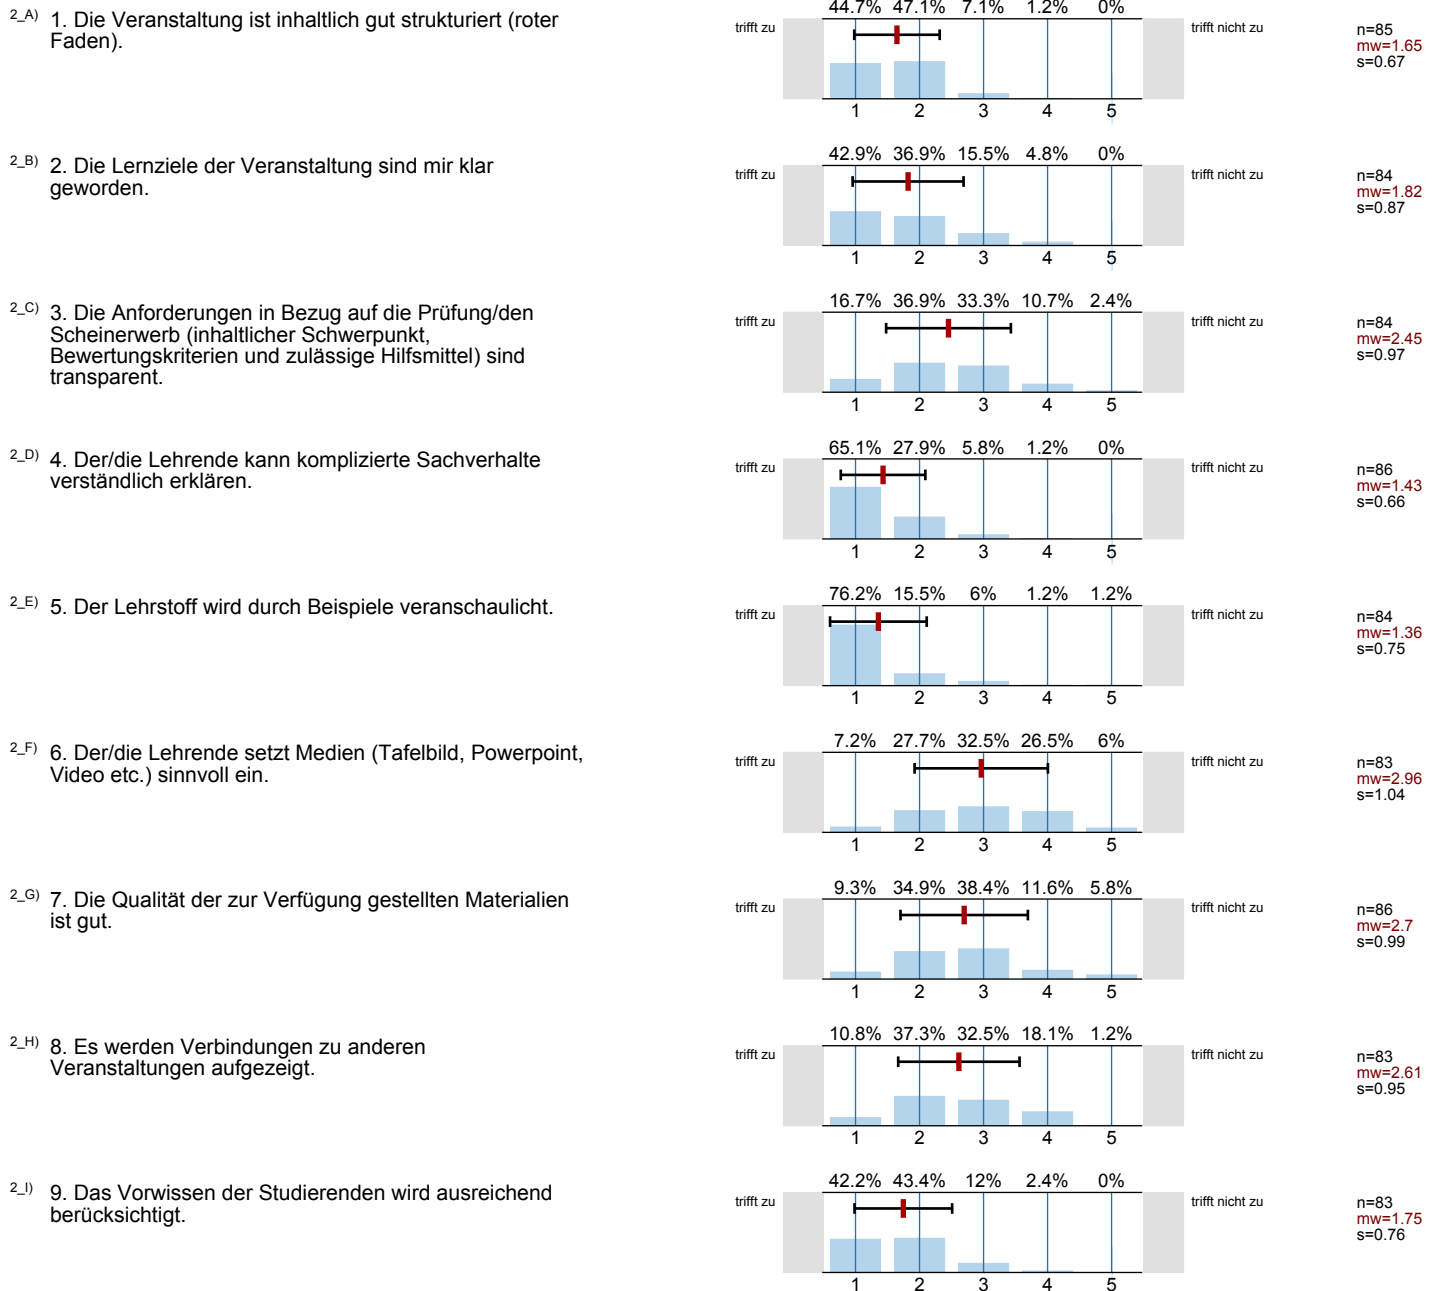 2_A) 1. Die Veranstaltung ist inhaltlich gut strukturiert (roter
Faden).
44.7% 47.1% 7.1% 1.2% 0%
trifft zu
trifft nicht zu
n=85
mw=1.65
s=0.67
1 2 3 4 5
2_B) 2. Die Lernziele der Veranstaltung sind mir klar
geworden.
42.9% 36.9% 15.5% 4.8% 0%
trifft zu
trifft nicht zu
n=84
mw=1.82
s=0.87
1 2 3 4 5
2_C) 3. Die Anforderungen in Bezug auf die Prüfung/den
Scheinerwerb (inhaltlicher Schwerpunkt,
Bewertungskriterien und zulässige Hilfsmittel) sind
transparent.
16.7% 36.9% 33.3% 10.7% 2.4%
trifft zu
trifft nicht zu
n=84
mw=2.45
s=0.97
1 2 3 4 5
2_D) 4. Der/die Lehrende kann komplizierte Sachverhalte
verständlich erklären.
65.1% 27.9% 5.8% 1.2% 0%
trifft zu
trifft nicht zu
n=86
mw=1.43
s=0.66
1 2 3 4 5
2_E) 5. Der Lehrstoff wird durch Beispiele veranschaulicht.
76.2% 15.5% 6% 1.2% 1.2%
trifft zu
trifft nicht zu
n=84
mw=1.36
s=0.75
1 2 3 4 5
2_F) 6. Der/die Lehrende setzt Medien (Tafelbild, Powerpoint,
Video etc.) sinnvoll ein.
7.2% 27.7% 32.5% 26.5% 6%
trifft zu
trifft nicht zu
n=83
mw=2.96
s=1.04
1 2 3 4 5
2_G) 7. Die Qualität der zur Verfügung gestellten Materialien
ist gut.
9.3% 34.9% 38.4% 11.6% 5.8%
trifft zu
trifft nicht zu
n=86
mw=2.7
s=0.99
1 2 3 4 5
2_H) 8. Es werden Verbindungen zu anderen
Veranstaltungen aufgezeigt.
10.8% 37.3% 32.5% 18.1% 1.2%
trifft zu
trifft nicht zu
n=83
mw=2.61
s=0.95
1 2 3 4 5
2_I) 9. Das Vorwissen der Studierenden wird ausreichend
berücksichtigt.
42.2% 43.4% 12% 2.4% 0%
trifft zu
trifft nicht zu
n=83
mw=1.75
s=0.76
1 2 3 4 5